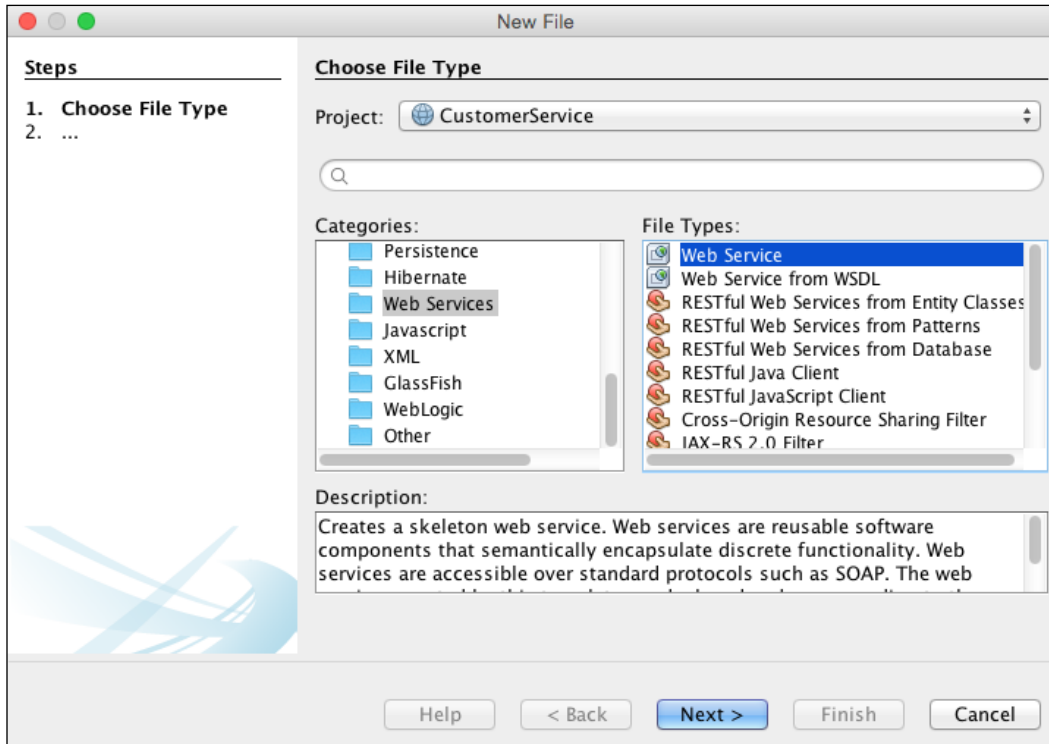 New File
Steps
1. Choose File Type
2. ...
Choose File Type
Project: CustomerService
Categories:
Persistence
Hibernate
Web Services
Javascript
XML
GlassFish
WebLogic
Other
File Types:
Web Service
Web Service from WSDL
RESTful Web Services from Entity Classes
RESTful Web Services from Patterns
RESTful Web Services from Database
RESTful Java Client
RESTful JavaScript Client
Cross-Origin Resource Sharing Filter
JAX-RS 2.0 Filter
Description:
Creates a skeleton web service. Web services are reusable software
components that semantically encapsulate discrete functionality. Web
services are accessible over standard protocols such as SOAP. The web
Help
< Back
Next >
Finish
Cancel